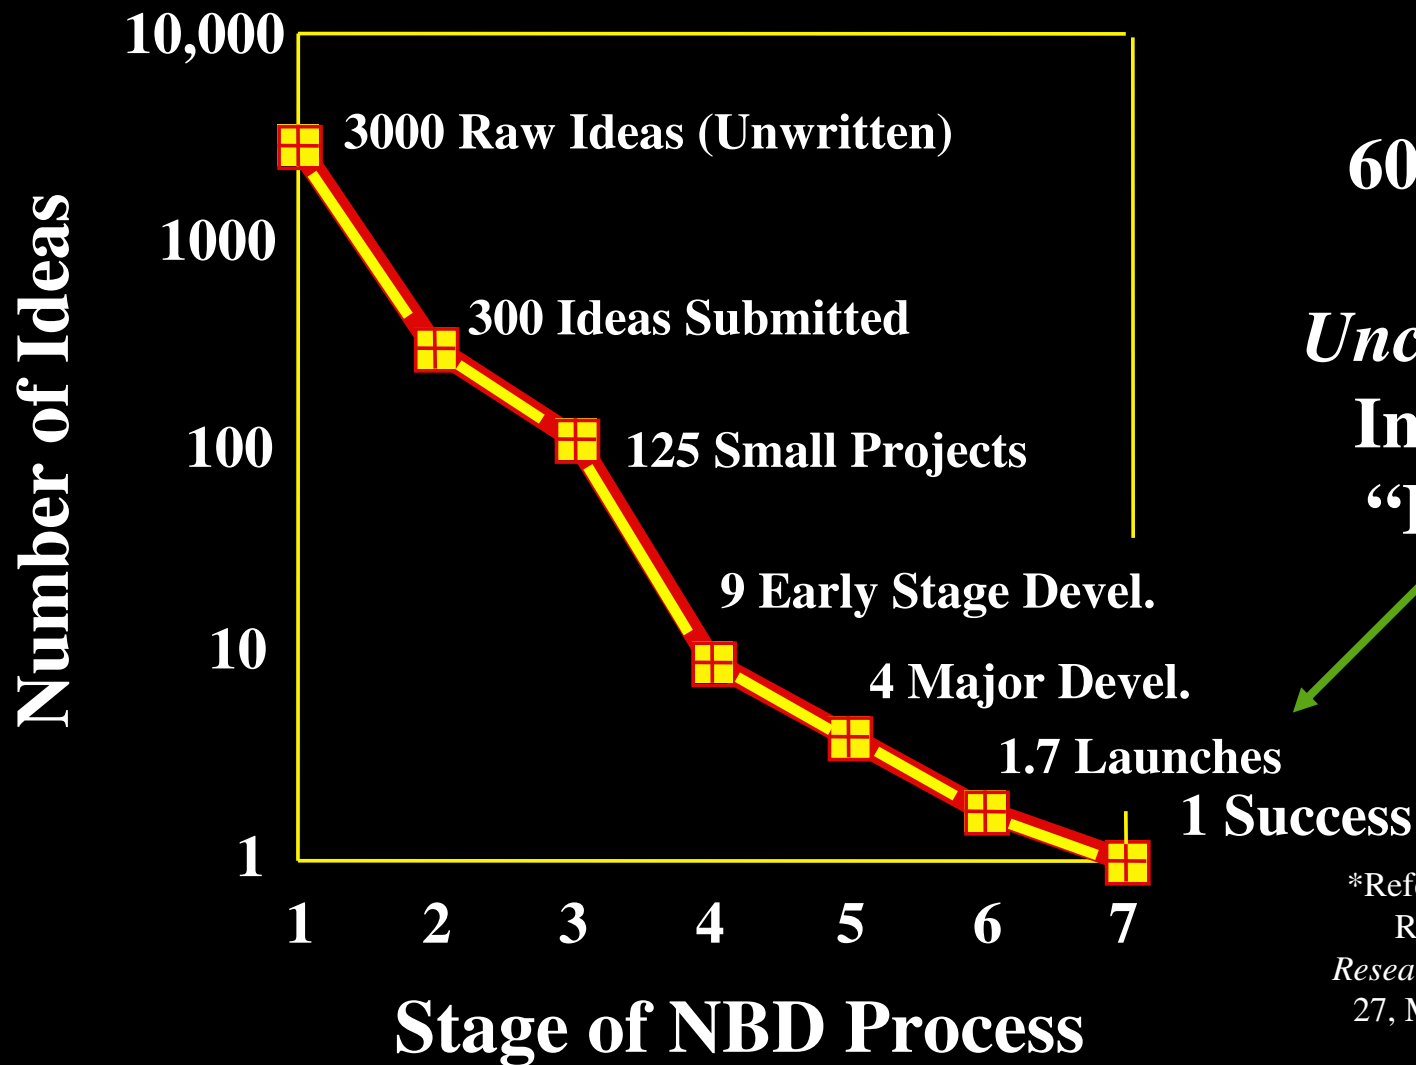 10,000
3000 Raw Ideas (Unwritten)
1000
300 Ideas Submitted
100
125 Small Projects
9 Early Stage Devel.
10
4 Major Devel.
1.7 Launches
1 Success
1
1 2 3 4 5 6 7
Number of Ideas
Stage of NBD Process
60
27,